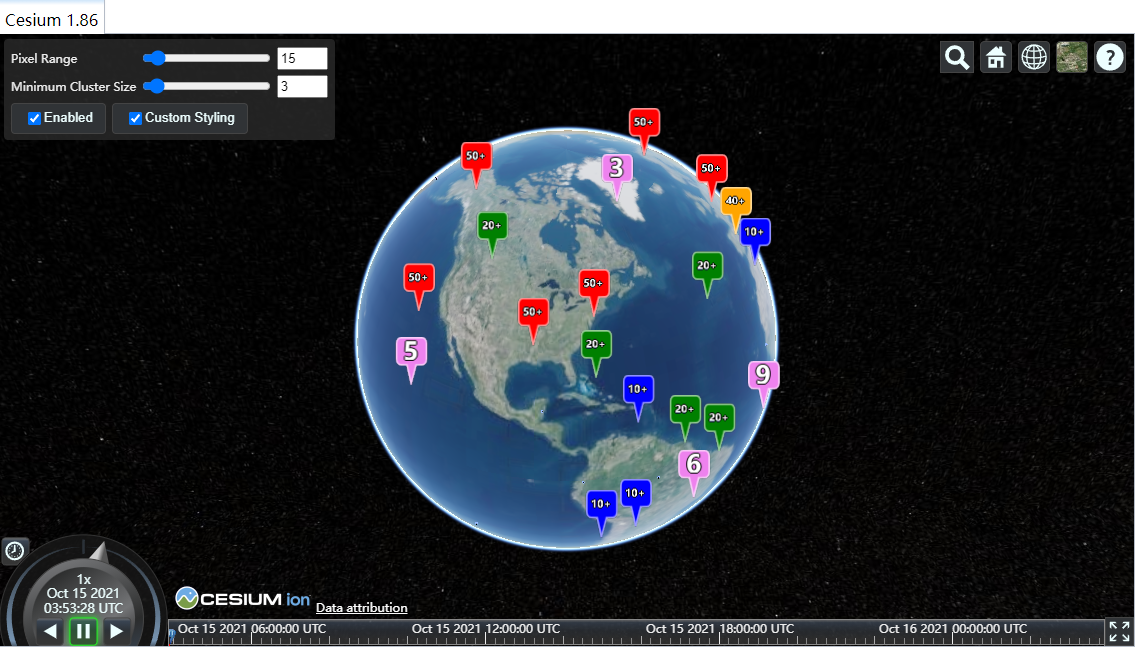 Cesium 1.86
Pixel Range 15
Minimum Cluster Size 3
Enabled Custom Styling
?
50+
50+
3
50+
40+
20+
10+
20+
50+
50+
50+
20+
5
9
10+
20+
20+
6
10+
10+
1x
Oct 15 2021
03:53:28 UTC
CESIUM ion Data attribution
Oct 15 2021 06:00:00 UTC Oct 15 2021 12:00:00 UTC Oct 15 2021 18:00:00 UTC Oct 16 2021 00:00:00 UTC